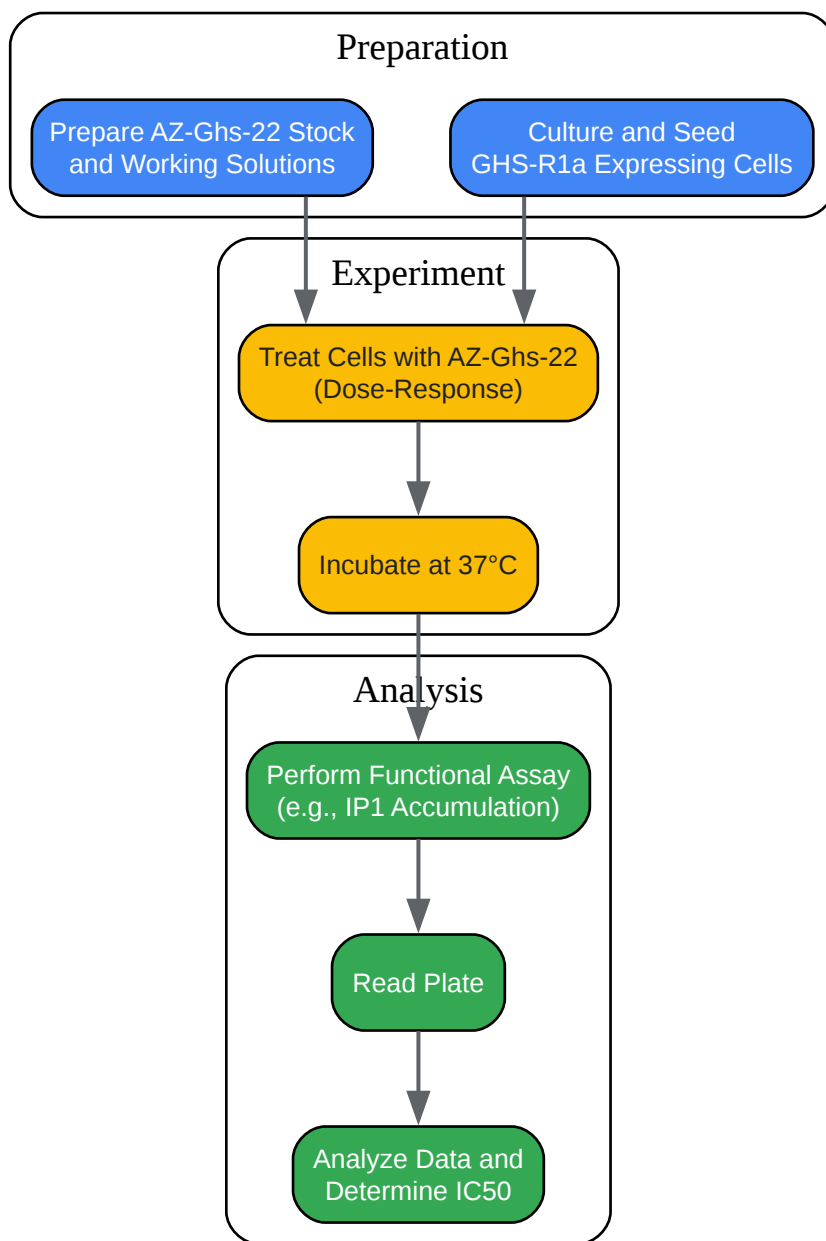 Preparation
Prepare AZ-Ghs-22 Stock
and Working Solutions
Culture and Seed
GHS-R1a Expressing Cells
Experiment
Treat Cells with AZ-Ghs-22
(Dose-Response)
Incubate at 37°C
Analysis
Perform Functional Assay
(e.g., IP1 Accumulation)
Read Plate
Analyze Data and
Determine IC50